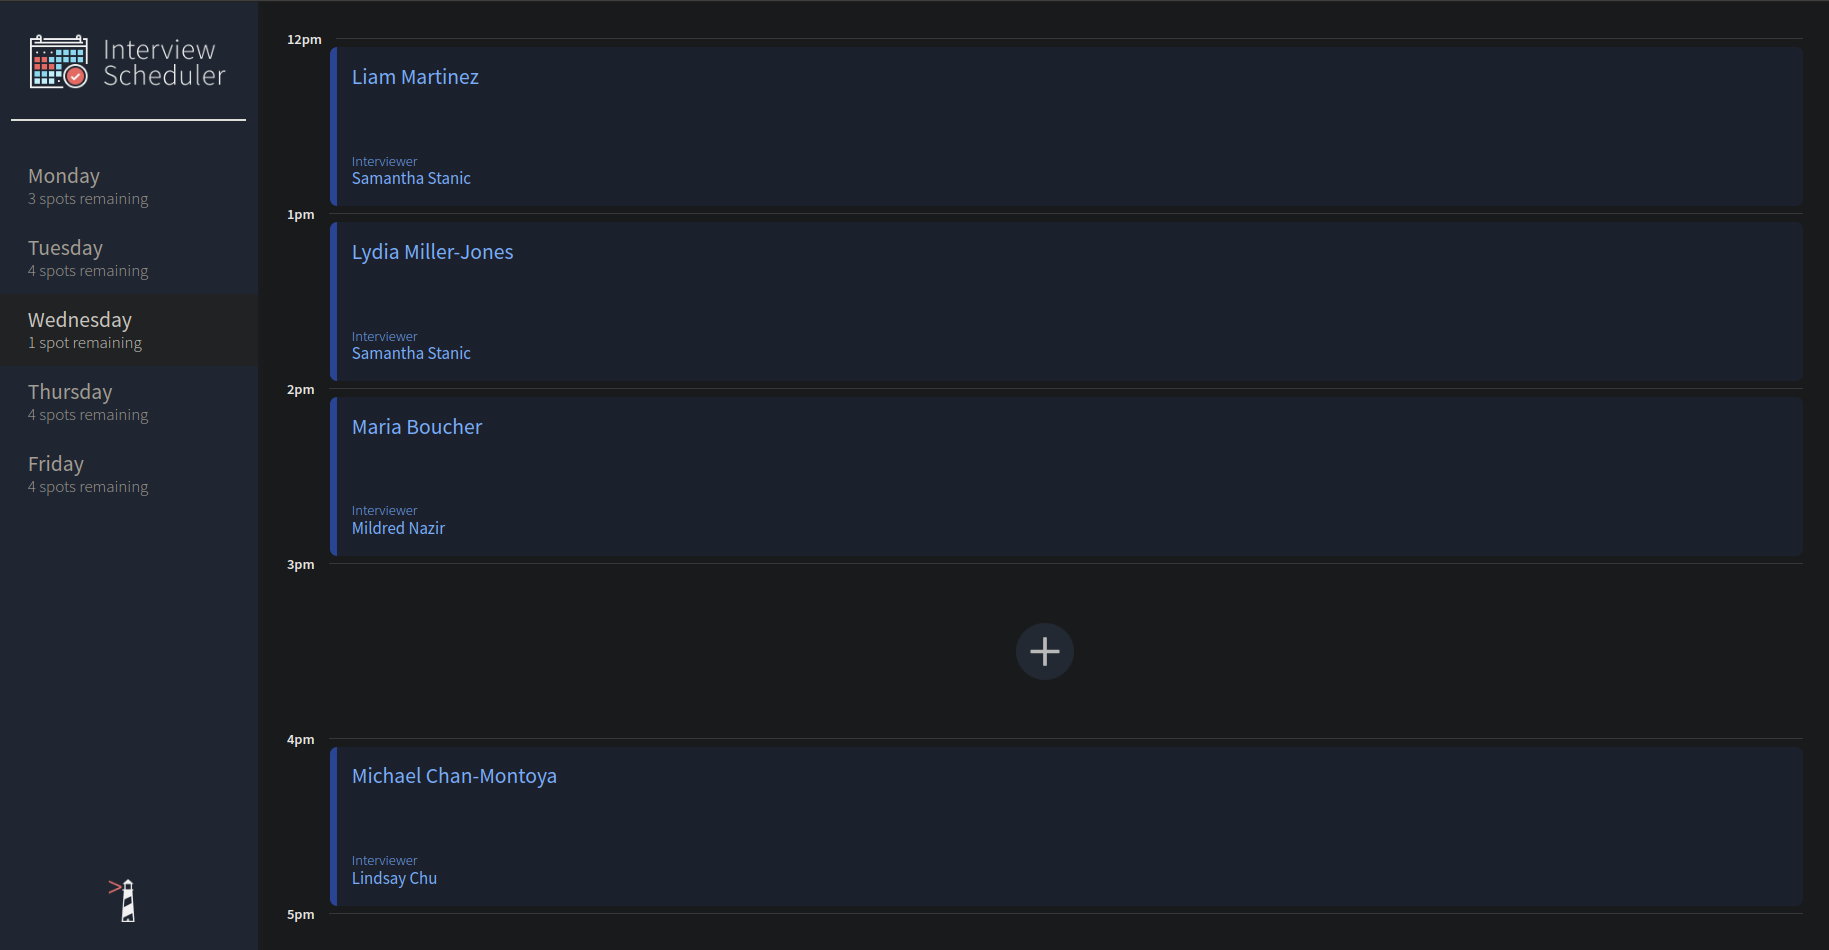 Interview
Scheduler
Monday
3 spots remaining
Tuesday
4 spots remaining
Wednesday
1 spot remaining
Thursday
4 spots remaining
Friday
4 spots remaining
12pm
Liam Martinez
Interviewer
Samantha Stanic
1pm
Lydia Miller-Jones
Interviewer
Samantha Stanic
2pm
Maria Boucher
Interviewer
Mildred Nazir
3pm
4pm
Michael Chan-Montoya
Interviewer
Lindsay Chu
5pm